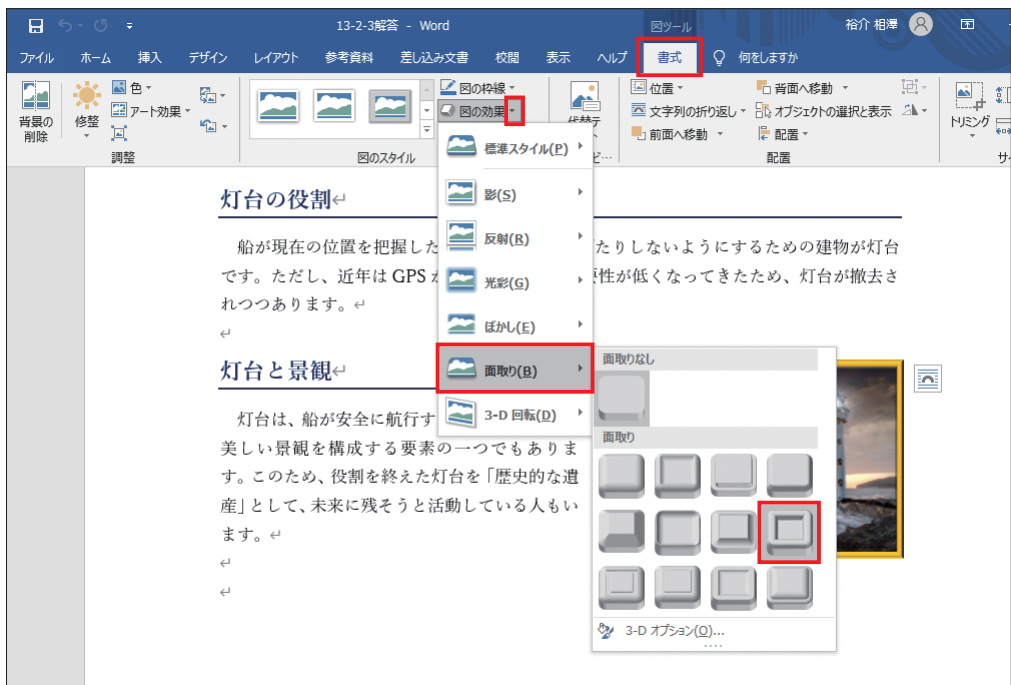 13-2-3解答 - Word
図ツール
裕介 相澤
ファイル ホーム 挿入 デザイン レイアウト 参考資料 差し込み文書 校閲 表示 ヘルプ 書式 何をしますか
背景の
削除
修整
色
アート効果
調整
図のスタイル
図の枠線
図の効果
位置
文字列の折り返し
前面へ移動
背面へ移動
オブジェクトの選択と表示
配置
配置
トリミング
標準スタイル(P)
影(S)
反射(R)
光彩(G)
ぼかし(E)
面取り(B)
3-D 回転(D)
面取りなし
面取り
3-D オプション(O)...
灯台の役割↵
船が現在の位置を把握した たりしないようにするための建物が灯台
です。ただし、近年は GPS 性が低くなってきたため、灯台が撤去さ
れつつあります。↵
↵
灯台と景観↵
灯台は、船が安全に航行す
美しい景観を構成する要素の一つでもありま
す。このため、役割を終えた灯台を「歴史的な遺
産」として、未来に残そうと活動している人もい
ます。↵
↵
↵